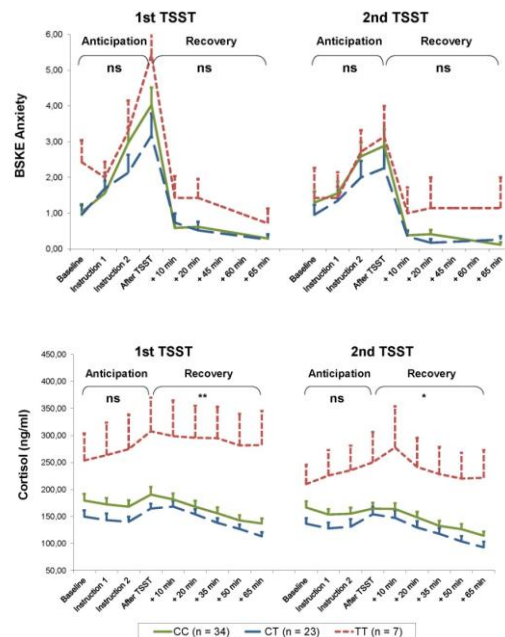 1st TSST 2nd TSST
Anticipation Recovery Anticipation Recovery
ns ns ns ns
BSKE Anxiety
6,00
5,00
4,00
3,00
2,00
1,00
0,00
Baseline Instruction 1 Instruction 2 After TSST + 10 min + 20 min + 45 min + 60 min + 65 min Baseline Instruction 1 Instruction 2 After TSST + 10 min + 20 min + 45 min + 60 min + 65 min
1st TSST 2nd TSST
Anticipation Recovery Anticipation Recovery
ns ** ns *
Cortisol (ng/ml)
450,00
400,00
350,00
300,00
250,00
200,00
150,00
100,00
50,00
Baseline Instruction 1 Instruction 2 After TSST + 10 min + 20 min + 35 min + 50 min + 65 min Baseline Instruction 1 Instruction 2 After TSST + 10 min + 20 min + 35 min + 50 min + 65 min
CC (n = 34) CT (n = 23) TT (n = 7)